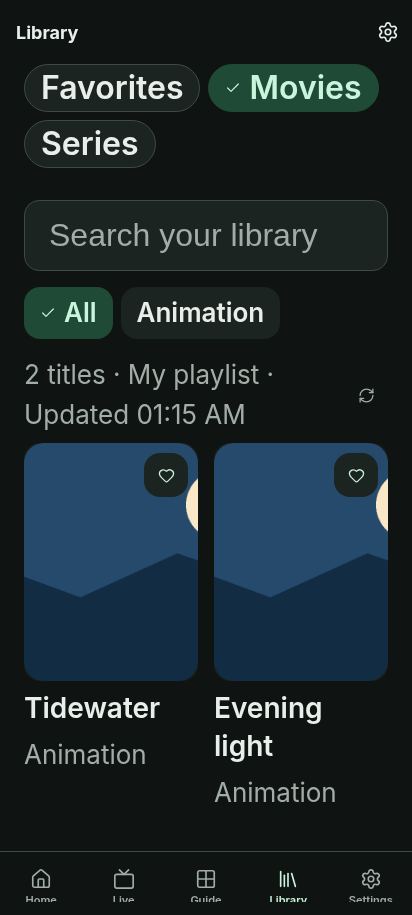 Library
Favorites
Movies
Series
Search your library
All
Animation
2 titles · My playlist ·
Updated 01:15 AM
Tidewater
Animation
Evening
light
Animation
Home
Live
Guide
Library
Settings